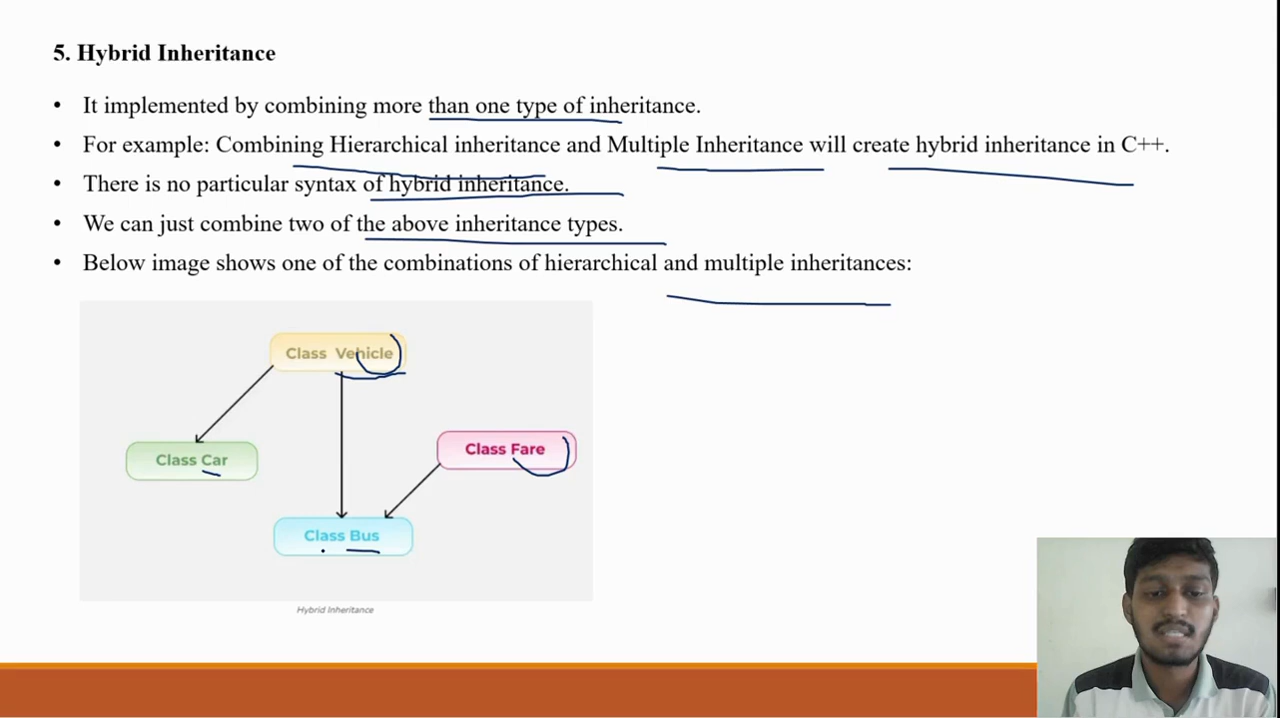 5. Hybrid Inheritance
• It implemented by combining more than one type of inheritance.
• For example: Combining Hierarchical inheritance and Multiple Inheritance will create hybrid inheritance in C++.
• There is no particular syntax of hybrid inheritance.
• We can just combine two of the above inheritance types.
• Below image shows one of the combinations of hierarchical and multiple inheritances:
Class Vehicle
Class Fare
Class Car
Class Bus
Hybrid Inheritance